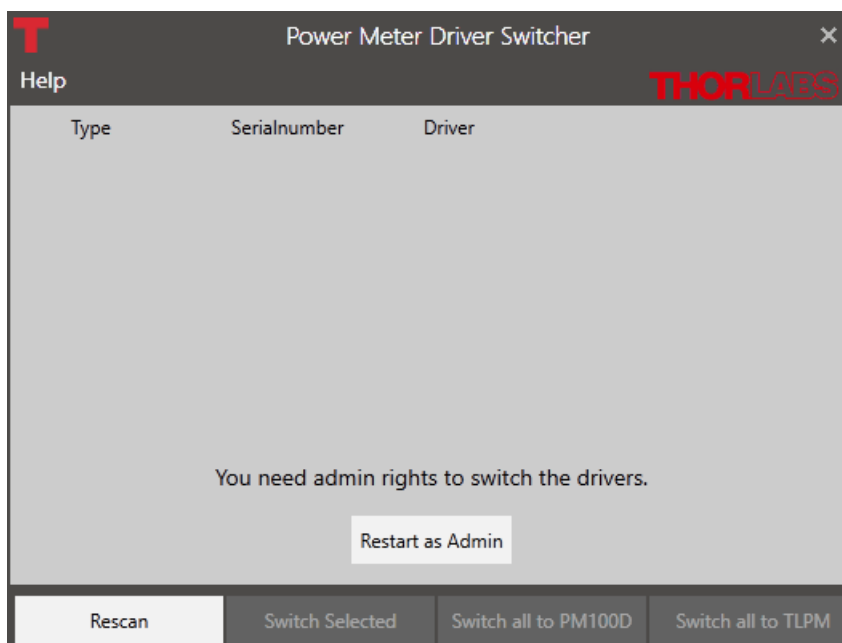 Power Meter Driver Switcher
Help
THORLABS
Type Serialnumber Driver
You need admin rights to switch the drivers.
Restart as Admin
Rescan Switch Selected Switch all to PM100D Switch all to TLPM